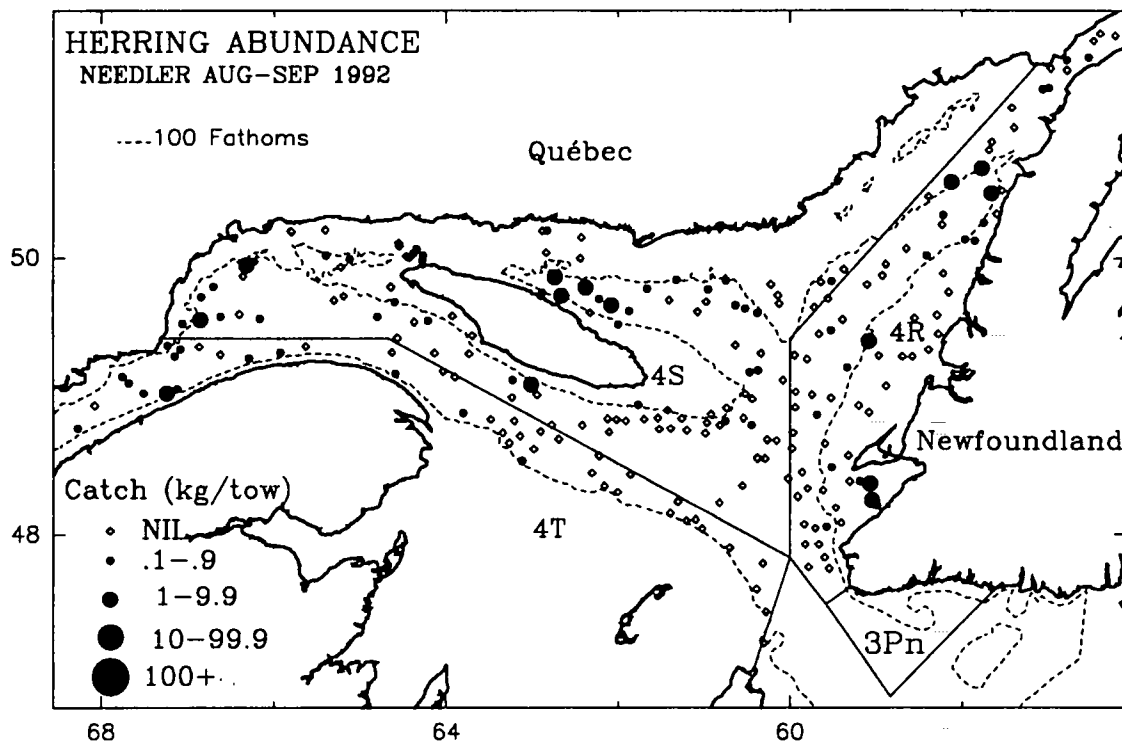 HERRING ABUNDANCE
NEEDLER AUG-SEP 1992
100 Fathoms
Québec
50
4R
4S
Newfoundland
Catch (kg/tow)
NIL
.1-.9
4T
48
1-9.9
10-99.9
3Pn
100+
68
64
60